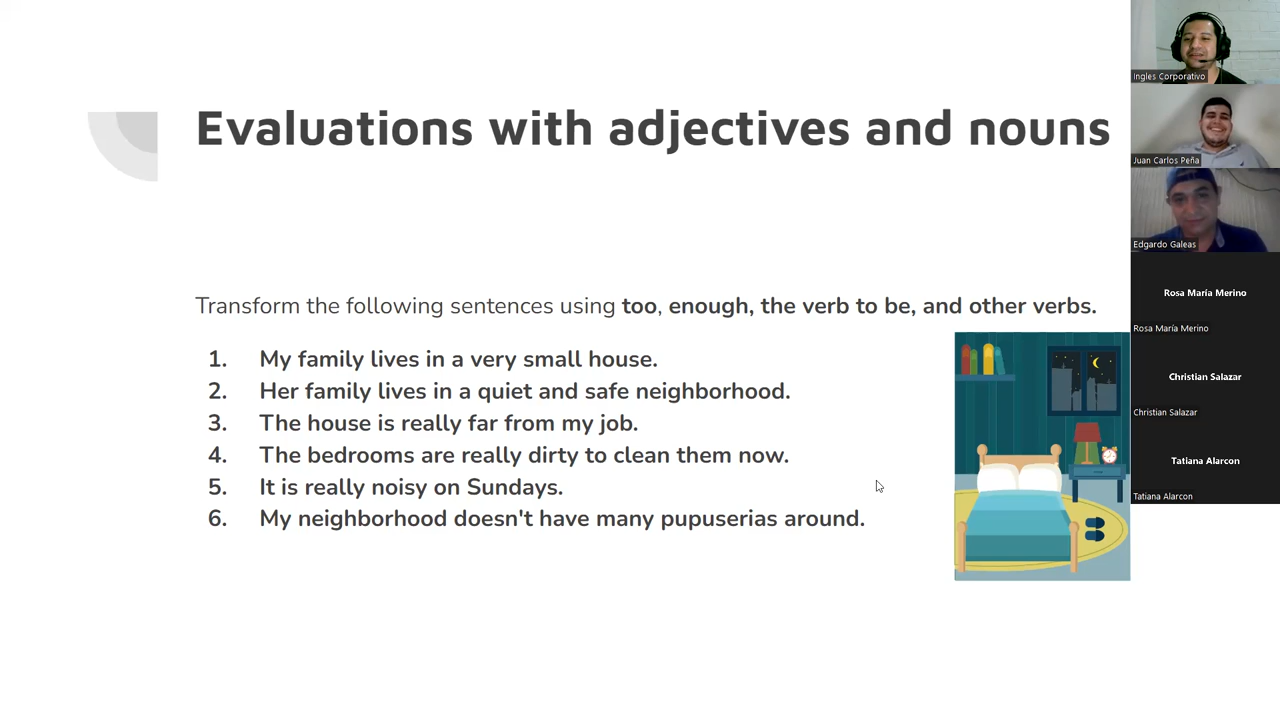 Evaluations with adjectives and nouns
Transform the following sentences using too, enough, the verb to be, and other verbs.
1. My family lives in a very small house.
2. Her family lives in a quiet and safe neighborhood.
3. The house is really far from my job.
4. The bedrooms are really dirty to clean them now.
5. It is really noisy on Sundays.
6. My neighborhood doesn't have many pupuserias around.
Ingles Corporativo
Juan Carlos Peña
Edgardo Galeas
Rosa María Merino
Rosa María Merino
Christian Salazar
Christian Salazar
Tatiana Alarcon
Tatiana Alarcon